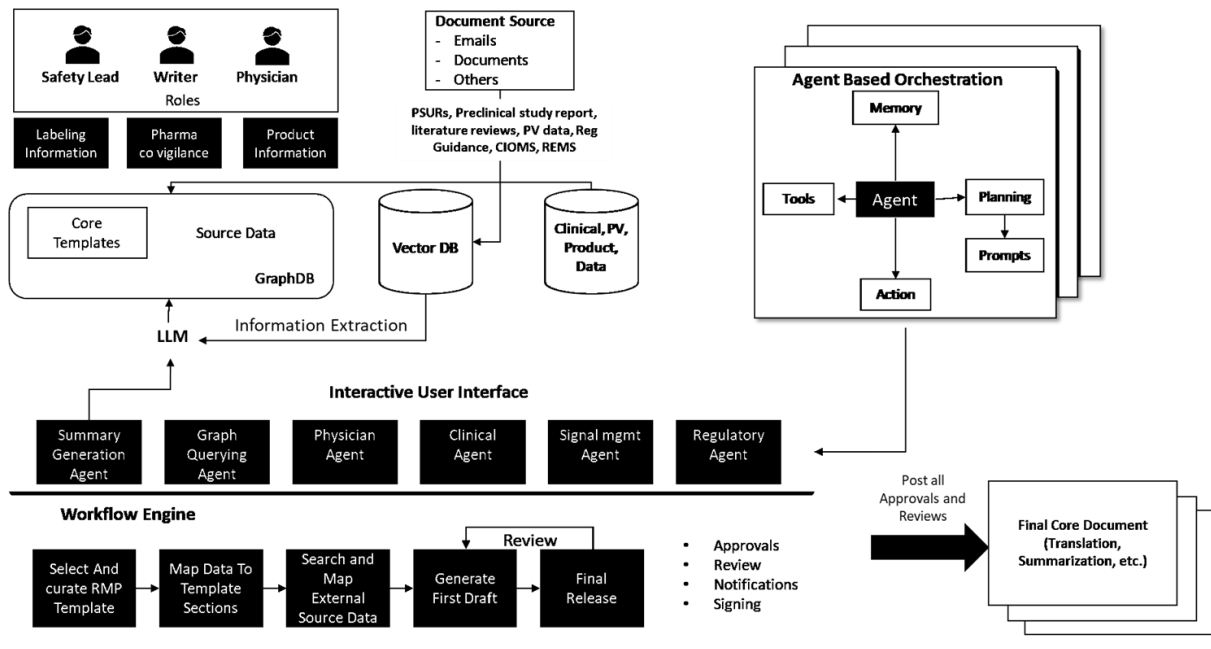 Safety Lead
Writer
Physician
Roles
Labeling
Information
Pharma
co vigilance
Product
Information
Document Source
- Emails
- Documents
- Others
PSURs, Preclinical study report,
literature reviews, PV data, Reg
Guidance, CIOMS, REMS
Core
Templates
Source Data
GraphDB
Vector DB
Clinical, PV,
Product,
Data
LLM
Information Extraction
Agent Based Orchestration
Memory
Tools
Agent
Planning
Prompts
Action
Interactive User Interface
Summary
Generation
Agent
Graph
Querying
Agent
Physician
Agent
Clinical
Agent
Signal mgmt
Agent
Regulatory
Agent
Workflow Engine
Select And
curate RMP
Template
Map Data To
Template
Sections
Search and
Map
External
Source Data
Generate
First Draft
Review
Final
Release
• Approvals
• Review
• Notifications
• Signing
Post all
Approvals and
Reviews
Final Core Document
(Translation,
Summarization, etc.)